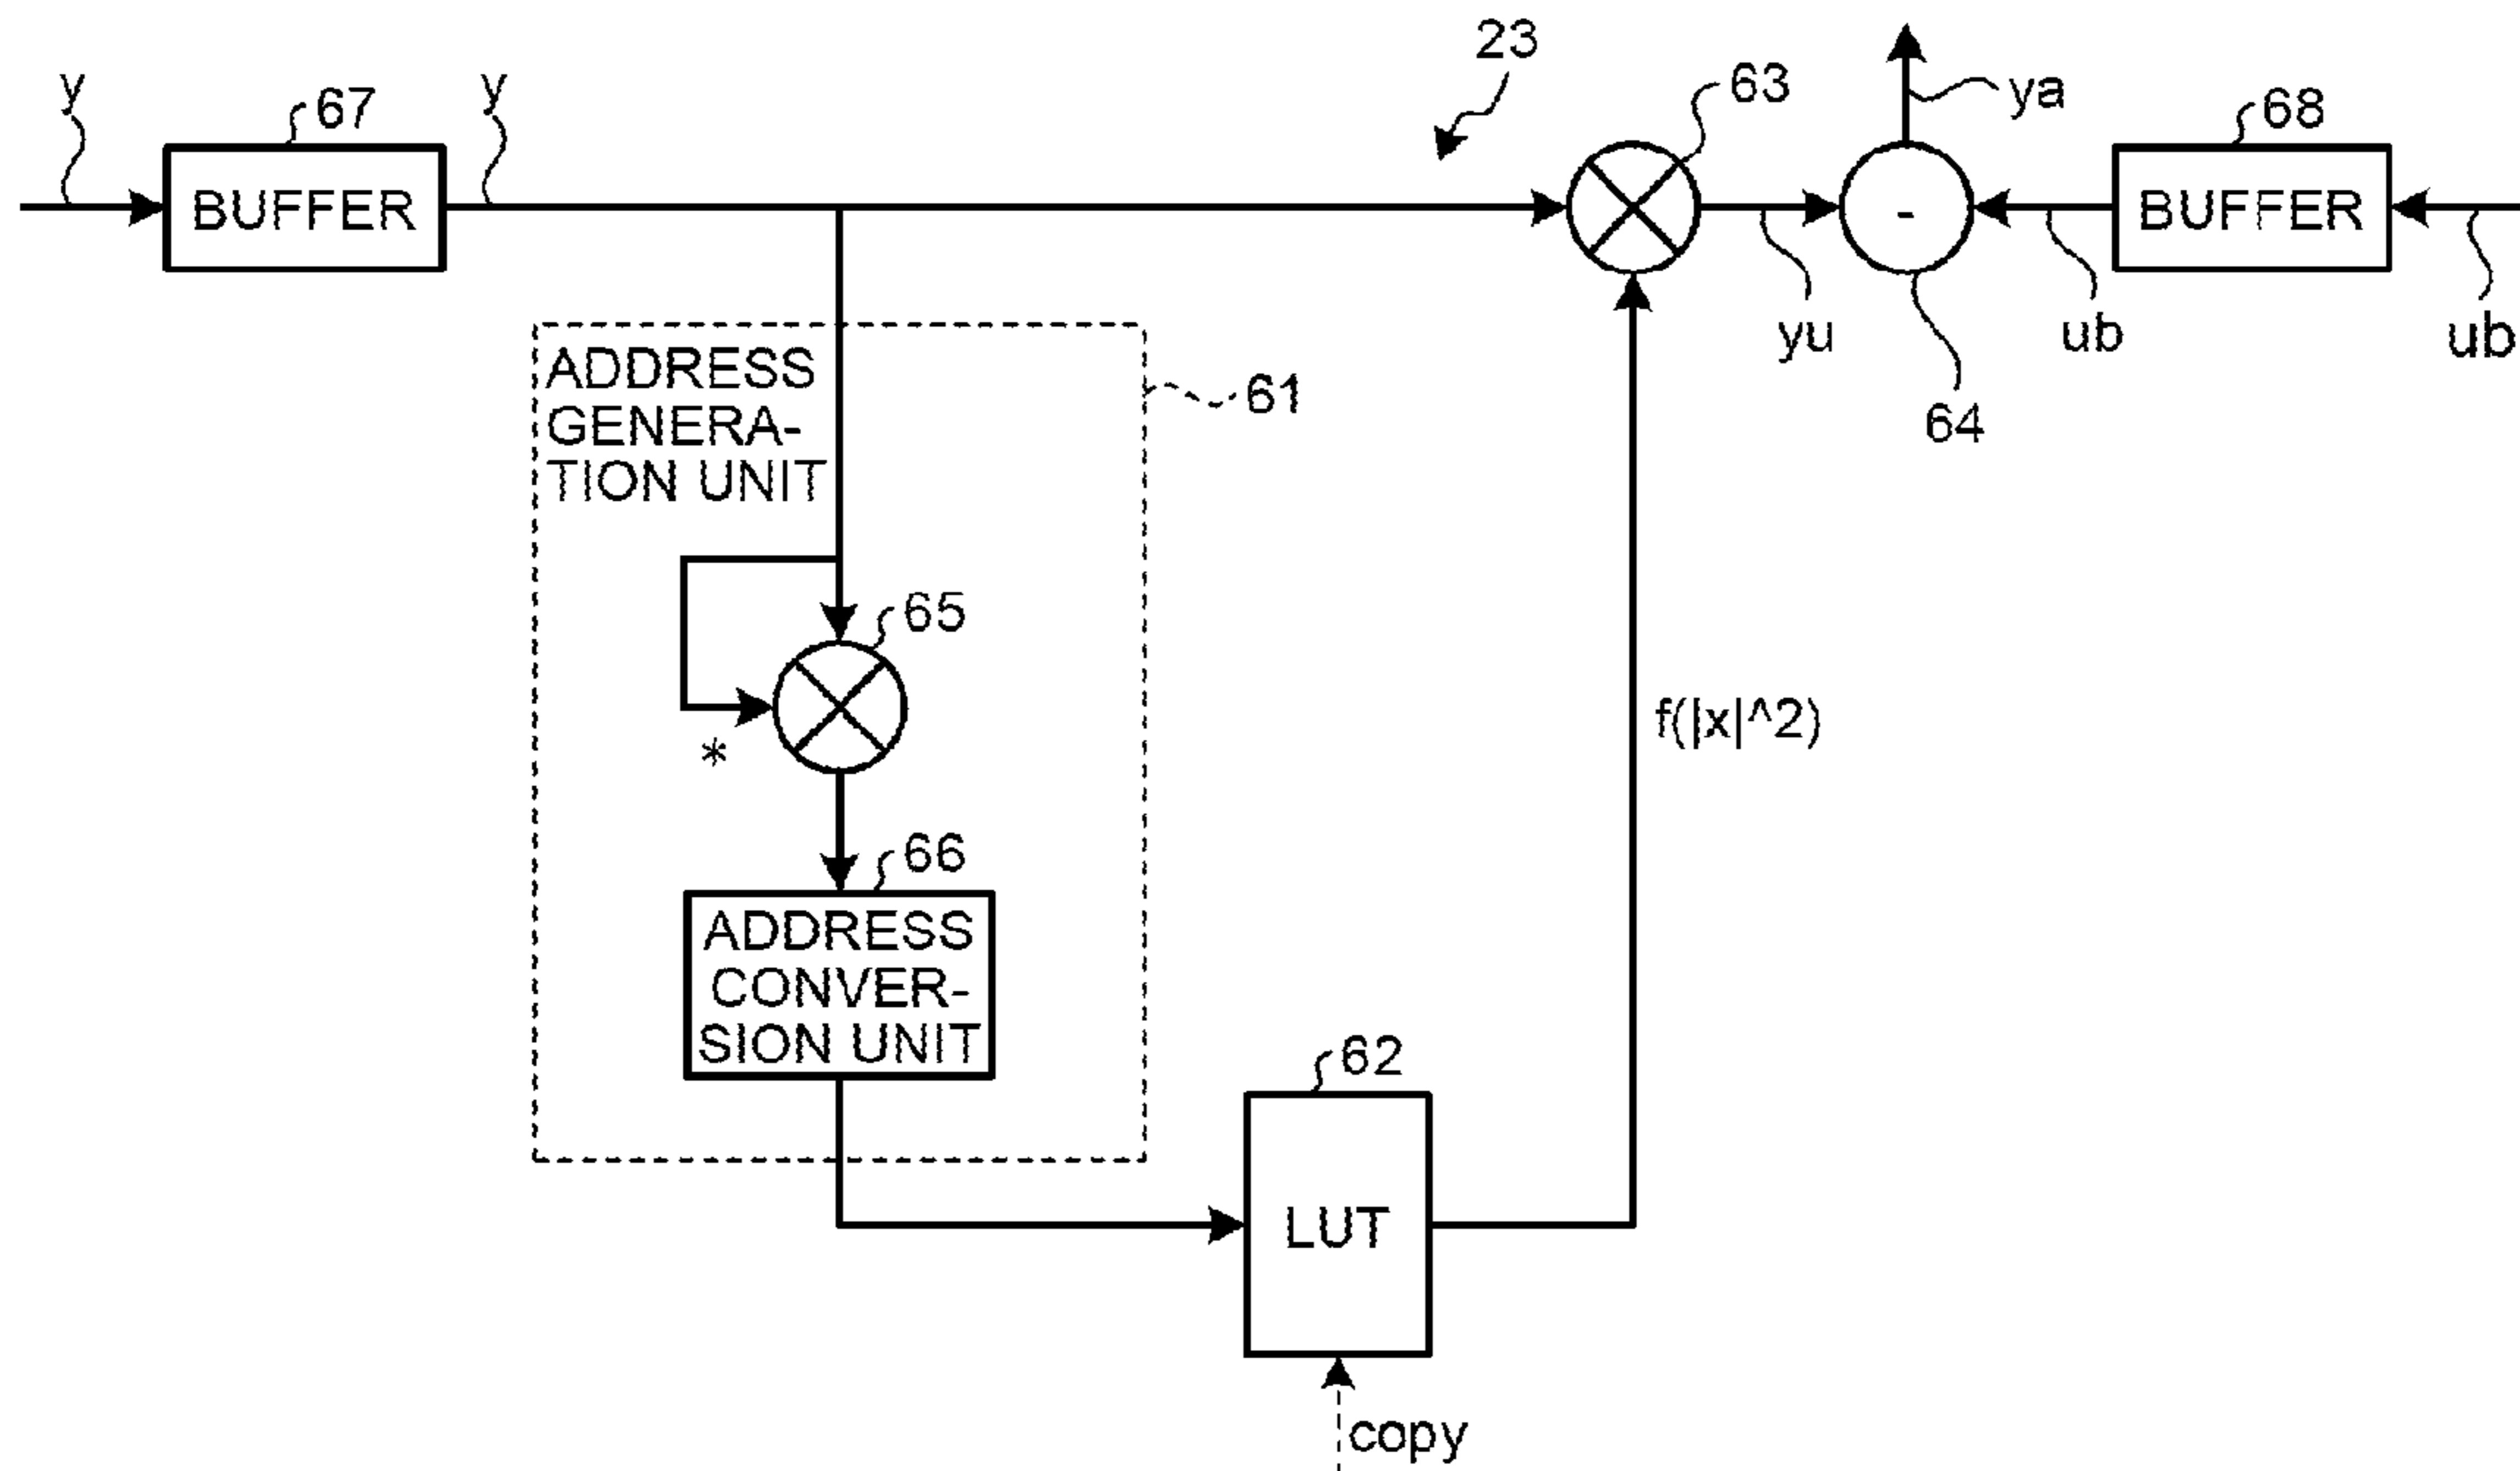 23
63
ya
68
y
67
y
BUFFER
-
BUFFER
yu
ub
ub
64
ADDRESS
GENERA-
TION UNIT
61
65
*
f(|x|^2)
66
ADDRESS
CONVER-
SION UNIT
62
LUT
copy